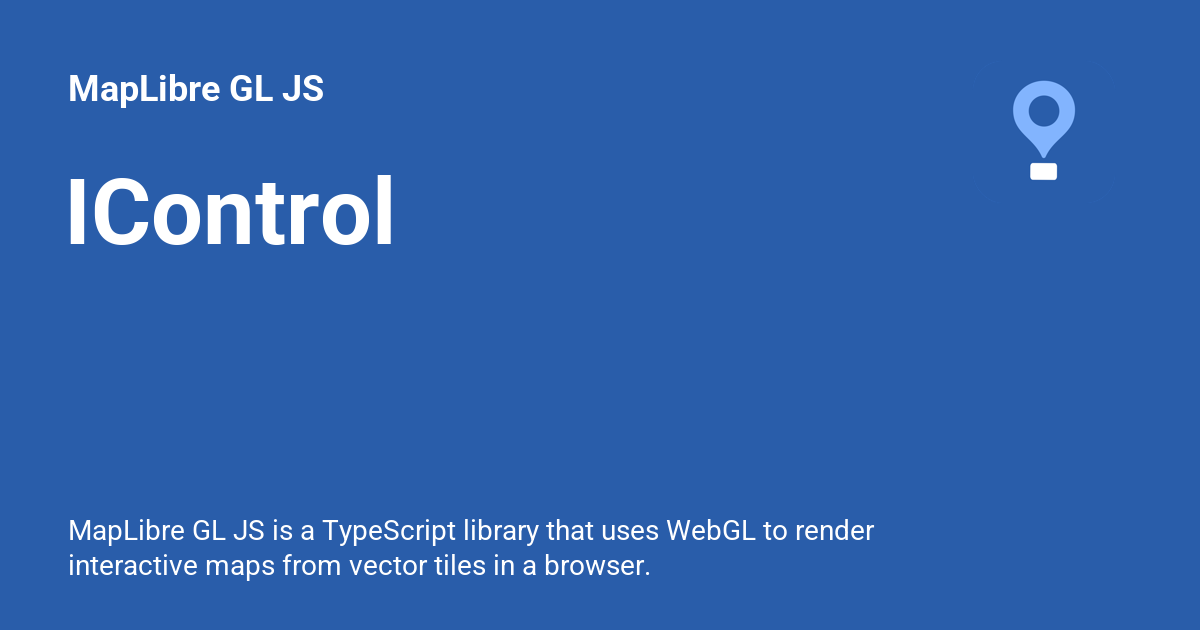 MapLibre GL JS
IControl
MapLibre GL JS is a TypeScript library that uses WebGL to render
interactive maps from vector tiles in a browser.